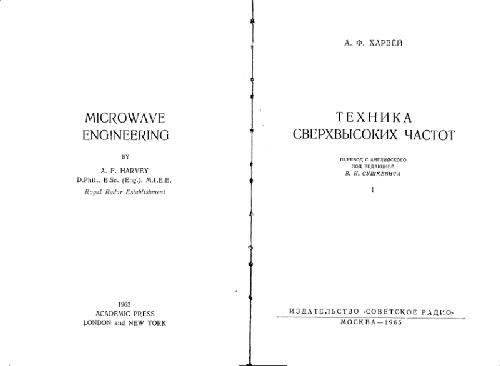 MICROWAVE
ENGINEERING
BY
A. F. HARVEY
D.Phil., B.Sc. (Eng.), M.I.E.E.
Royal Radar Establishment
1963
ACADEMIC PRESS
LONDON and NEW YORK
А. Ф. ХАРВЕЙ
ТЕХНИКА
СВЕРХВЫСОКИХ ЧАСТОТ
ПЕРЕВОД С АНГЛИЙСКОГО
ПОД РЕДАКЦИЕЙ
В. И. СУШКЕВИЧА
I
ИЗДАТЕЛЬСТВО «СОВЕТСКОЕ РАДИО»
МОСКВА—1965